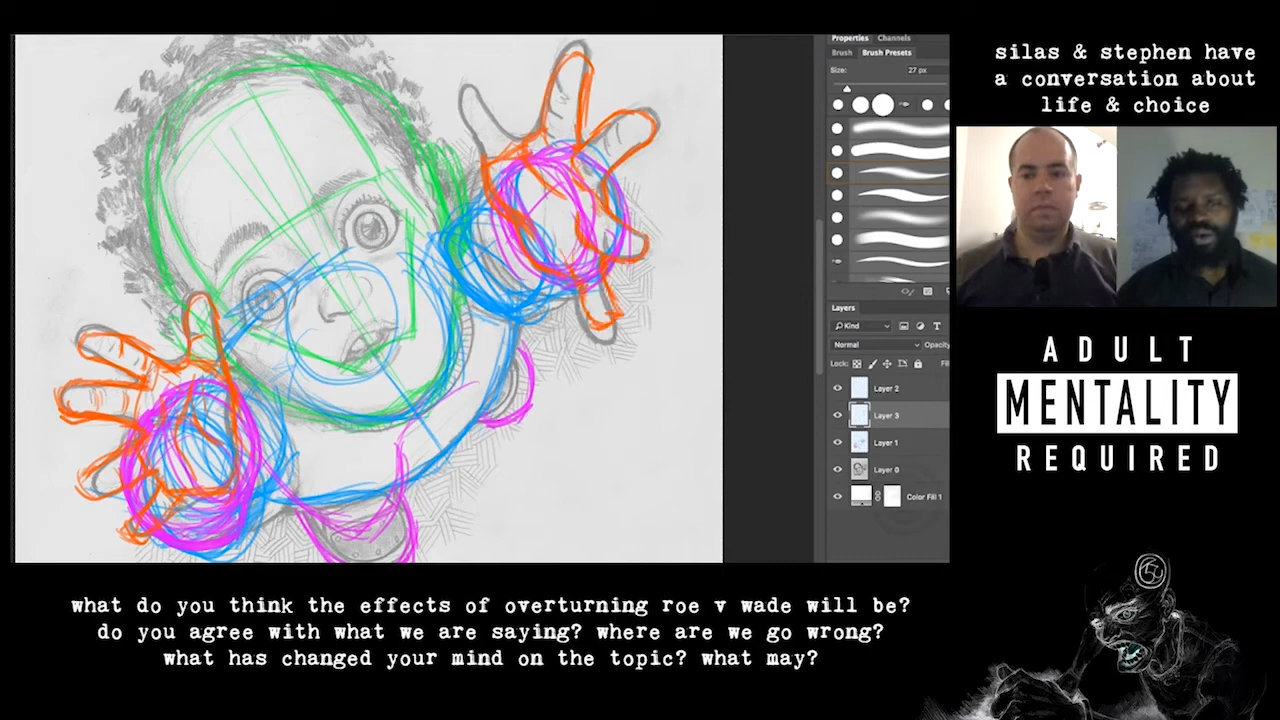 Properties Channels
Brush Brush Presets
Size: 27 px
Layers
Kind
Normal Opacity
Lock:
Layer 2
Layer 3
Layer 1
Layer 0
Color Fill 1
silas & stephen have
a conversation about
life & choice
ADULT
MENTALITY
REQUIRED
what do you think the effects of overturning roe v wade will be?
do you agree with what we are saying? where are we go wrong?
what has changed your mind on the topic? what may?